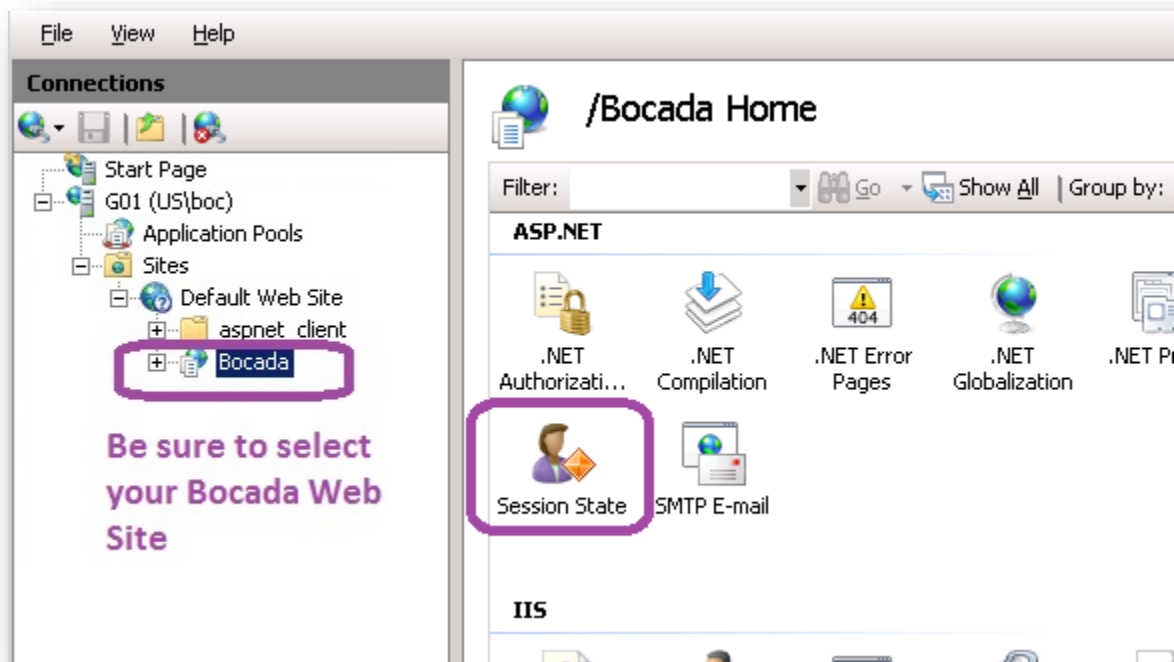 File View Help
Connections
Start Page
G01 (US\boc)
Application Pools
Sites
Default Web Site
aspnet_client
Bocada
Be sure to select
your Bocada Web
Site
/Bocada Home
Filter: Go Show All Group by:
ASP.NET
.NET
Authorizati...
.NET
Compilation
404
.NET Error
Pages
.NET
Globalization
.NET
Session State
SMTP E-mail
IIS